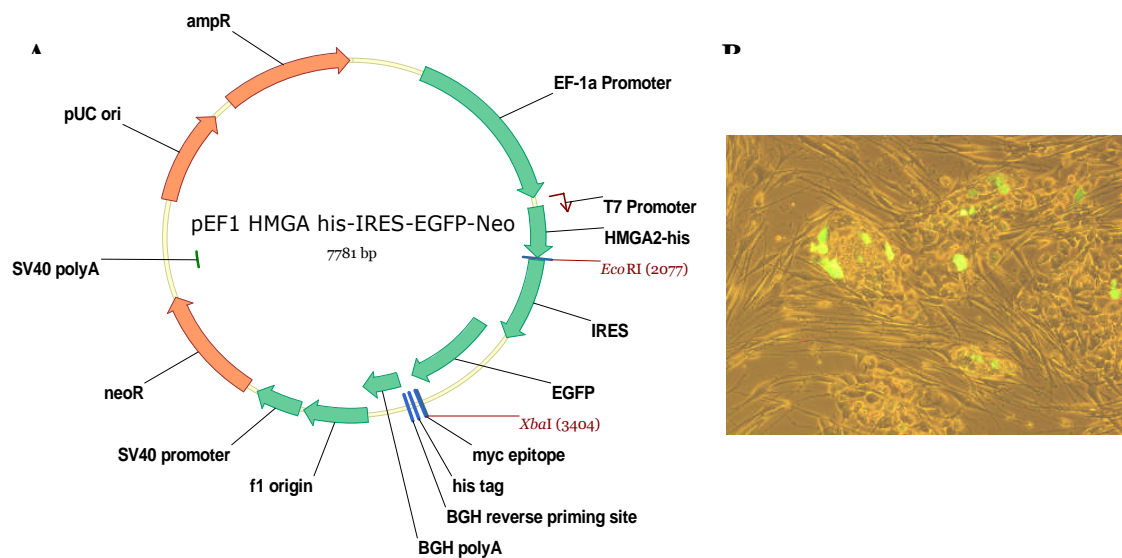 A
B
ampR
EF-1a Promoter
pUC ori
T7 Promoter
pEF1 HMGA his-IRES-EGFP-Neo
HMGA2-his
7781 bp
SV40 polyA
EcoRI (2077)
IRES
neoR
EGFP
XbaI (3404)
SV40 promoter
myc epitope
f1 origin
his tag
BGH reverse priming site
BGH polyA